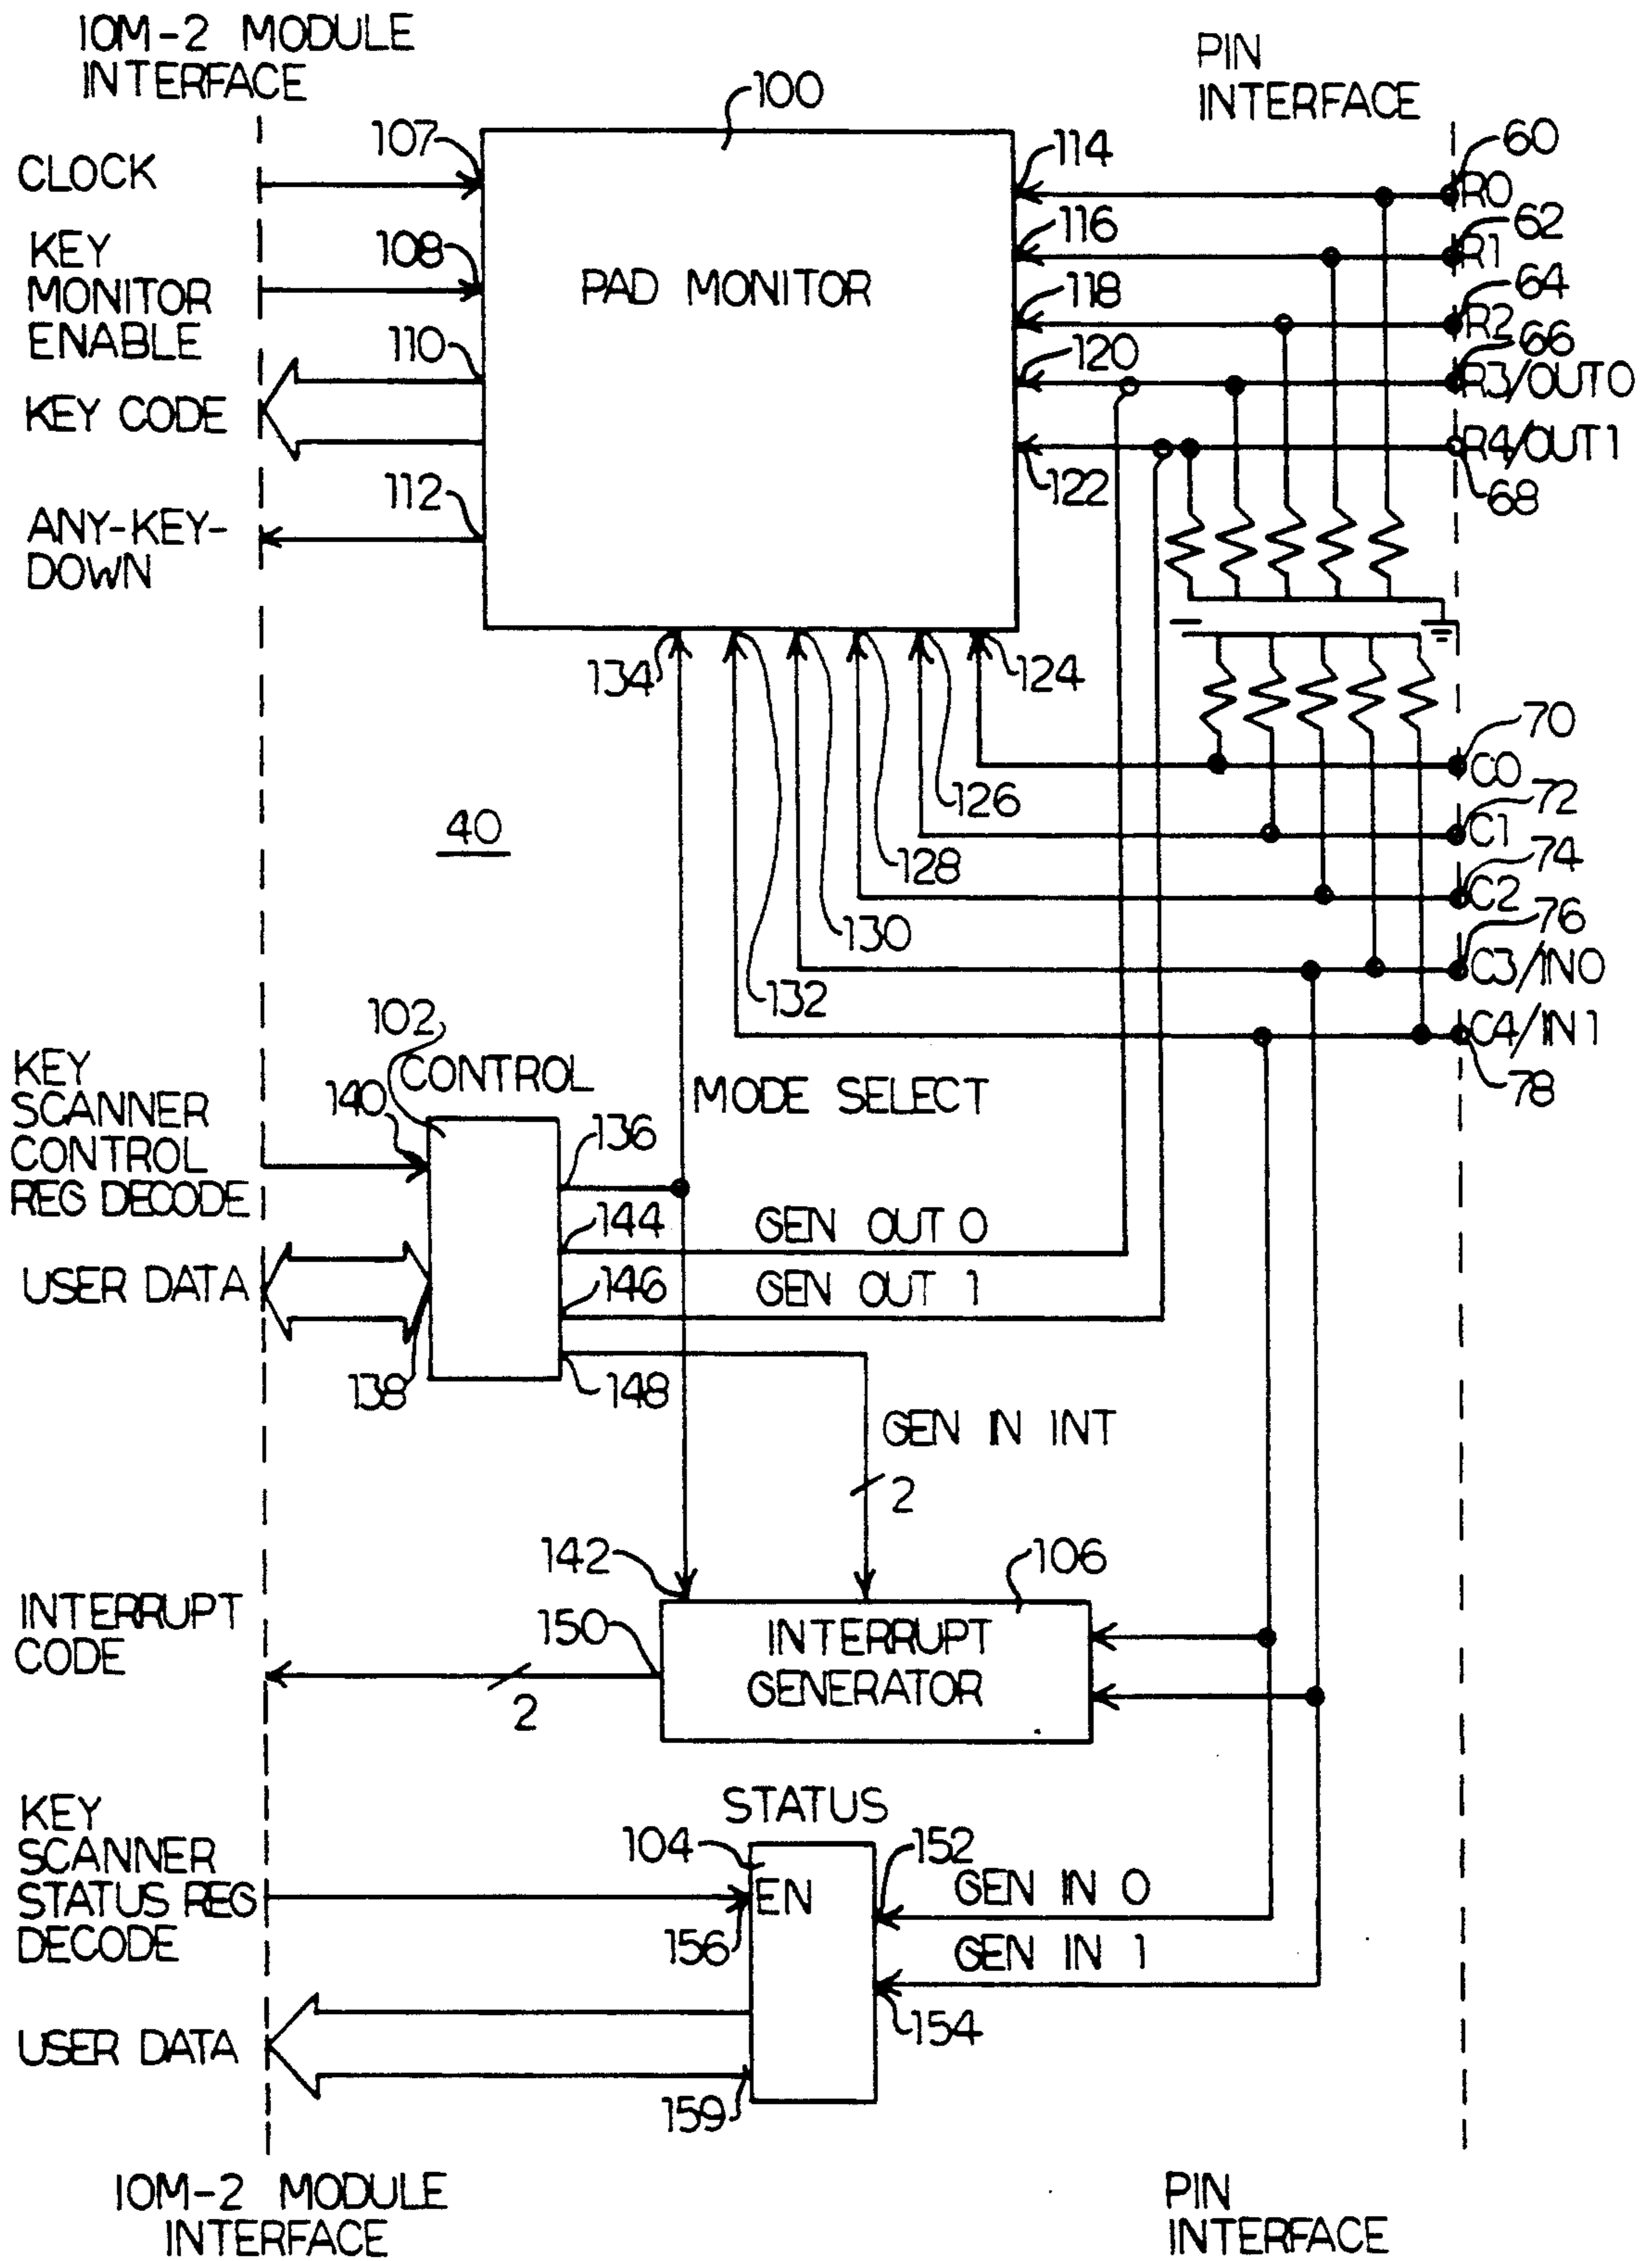 IOM-2 MODULE
INTERFACE
PIN
INTERFACE
100
CLOCK
107
114
60
R0
KEY
MONITOR
ENABLE
108
PAD MONITOR
116
62
R1
118
64
R2
110
120
66
R3/OUT0
KEY CODE
R4/OUT1
122
68
112
ANY-KEY-
DOWN
134
124
70
C0
126
72
C1
40
128
74
C2
130
76
C3/IN0
132
C4/IN1
78
102
CONTROL
KEY
SCANNER
CONTROL
REG DECODE
140
MODE SELECT
136
144
GEN OUT 0
USER DATA
146
GEN OUT 1
138
148
GEN IN INT
2
142
106
INTERRUPT
CODE
150
INTERRUPT
GENERATOR
2
STATUS
KEY
SCANNER
STATUS REG
DECODE
104
152
EN
GEN IN 0
156
GEN IN 1
154
USER DATA
159
IOM-2 MODULE
INTERFACE
PIN
INTERFACE